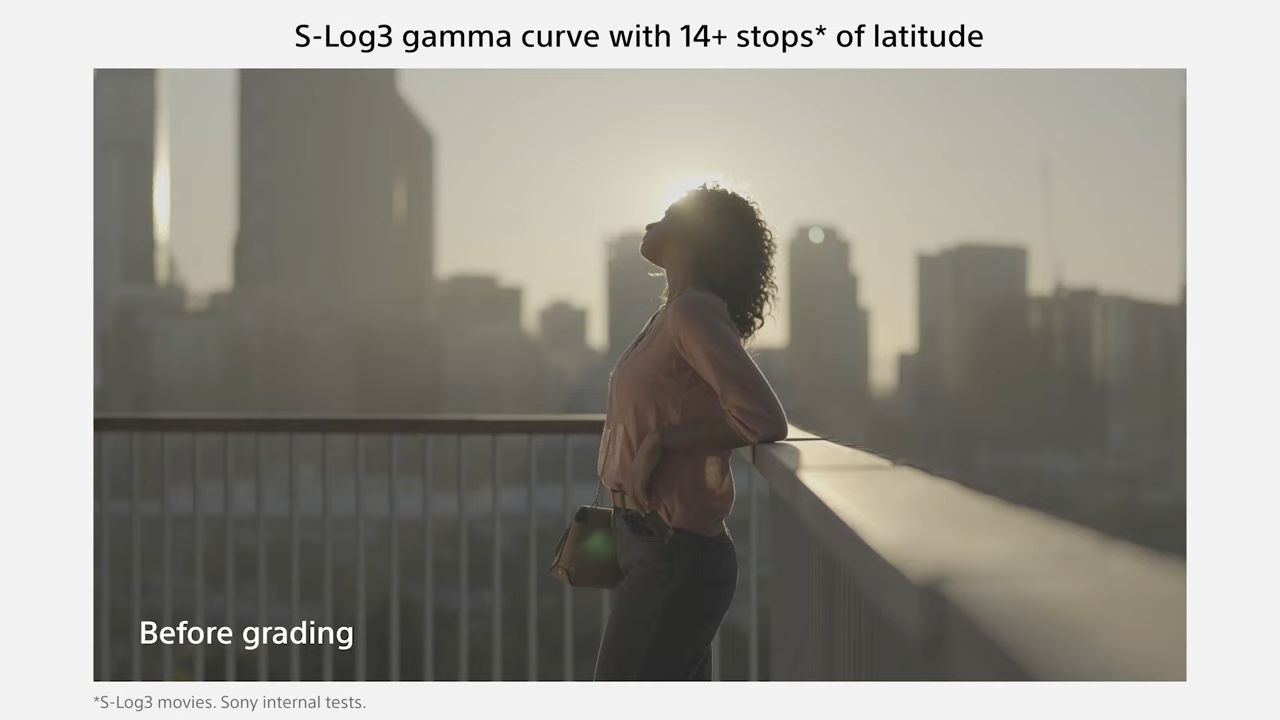 S-Log3 gamma curve with 14+ stops* of latitude
Before grading
*S-Log3 movies. Sony internal tests.